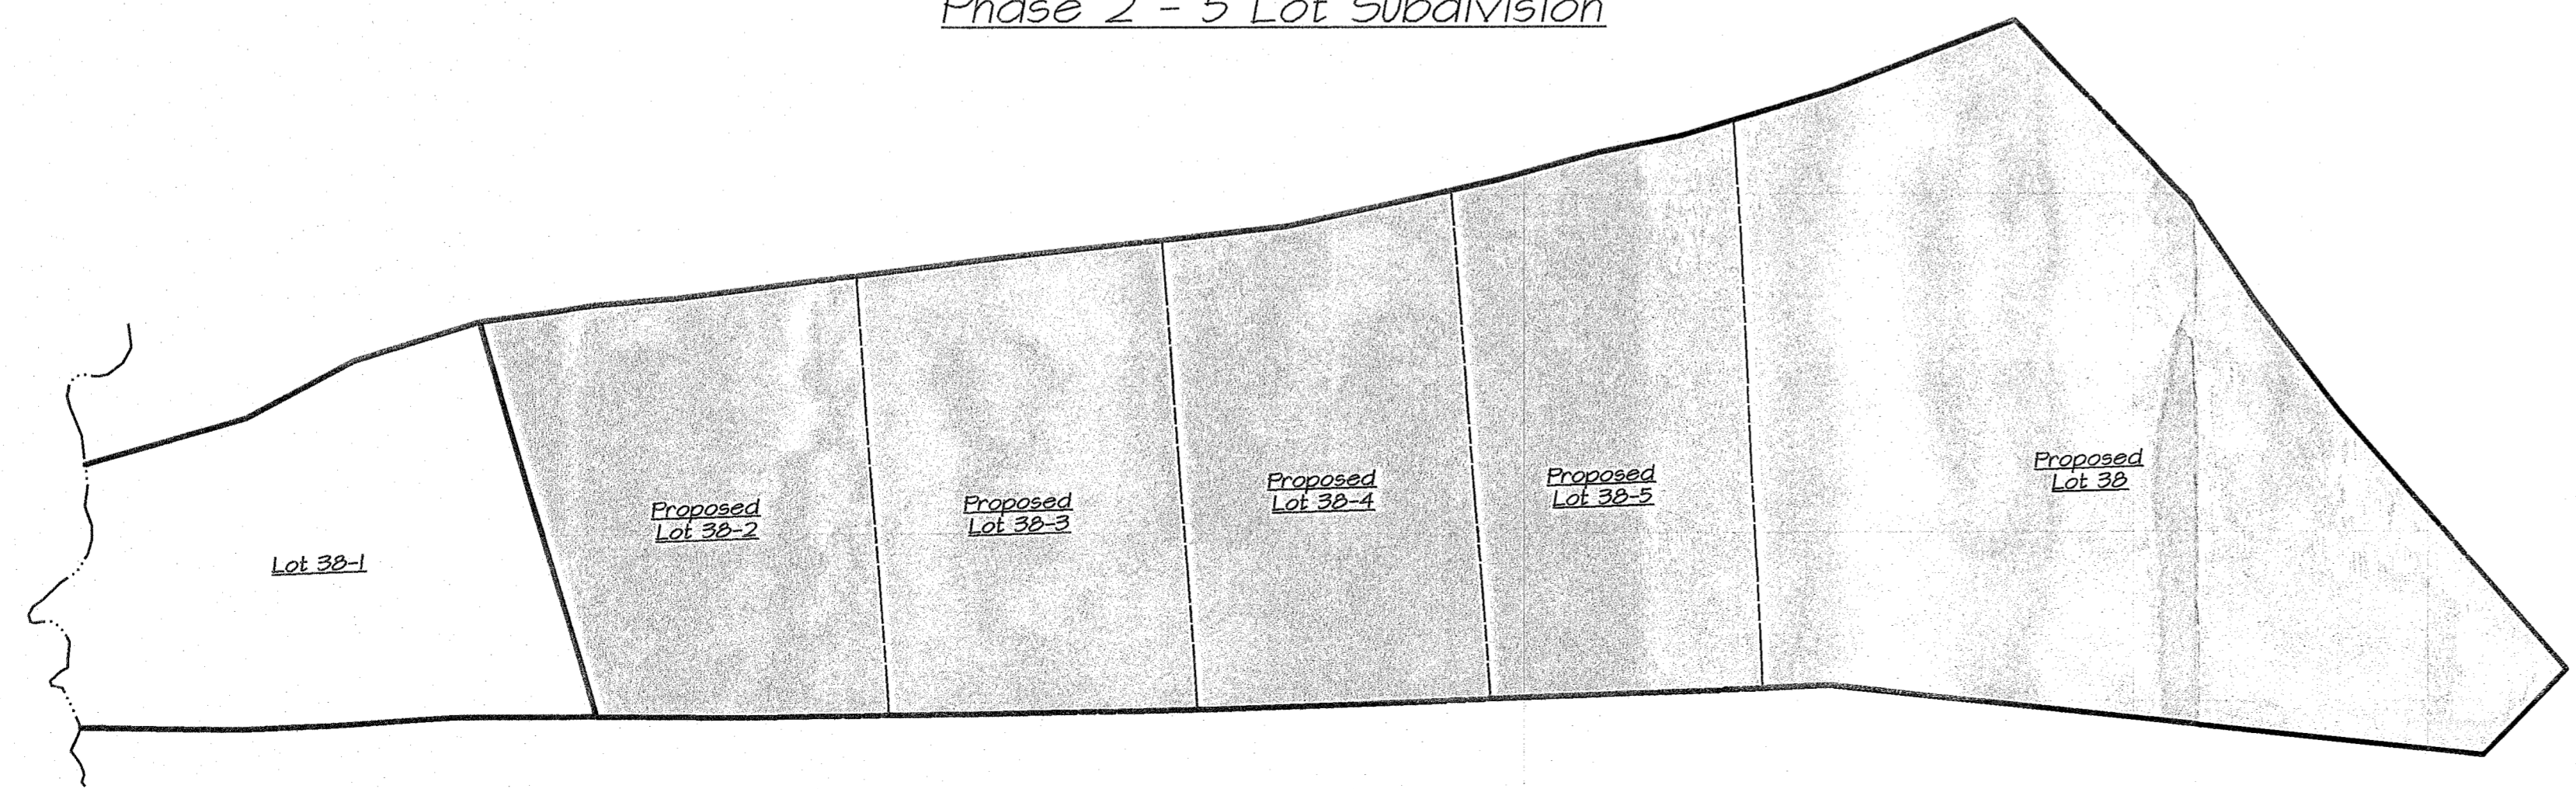 Phase 2 - 5 Lot Subdivision
Lot 38-1
Proposed
Lot 38-2
Proposed
Lot 38-3
Proposed
Lot 38-4
Proposed
Lot 38-5
Proposed
Lot 38